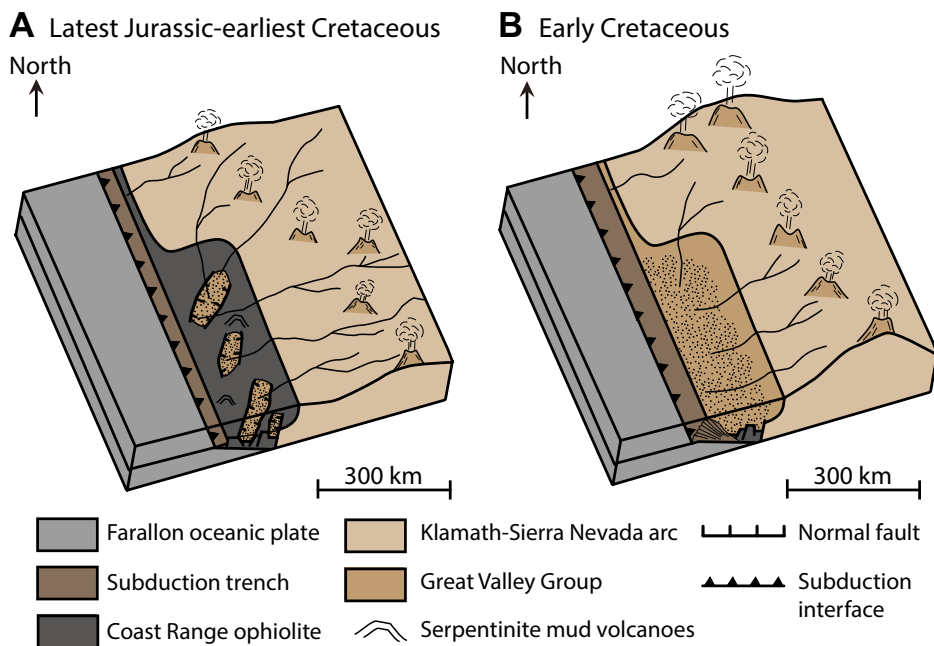 A Latest Jurassic-earliest Cretaceous
B Early Cretaceous
North
North
300 km
300 km
Farallon oceanic plate
Klamath-Sierra Nevada arc
Normal fault
Subduction trench
Great Valley Group
Subduction
interface
Coast Range ophiolite
Serpentinite mud volcanoes